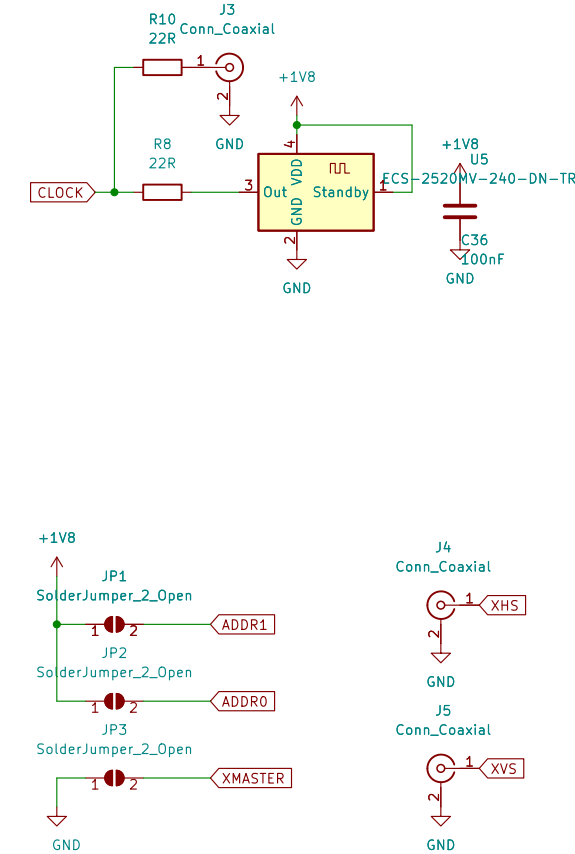 R10
22R
J3
Conn_Coaxial
1
2
GND
+1V8
R8
22R
CLOCK
3
Out
4
VDD
GND
2
Standby
1
GND
+1V8
U5
ECS-2520MV-240-DN-TR
C36
100nF
GND
+1V8
JP1
SolderJumper_2_Open
1
2
ADDR1
JP2
SolderJumper_2_Open
1
2
ADDR0
JP3
SolderJumper_2_Open
1
2
XMASTER
GND
J4
Conn_Coaxial
1
XHS
2
GND
J5
Conn_Coaxial
1
XVS
2
GND